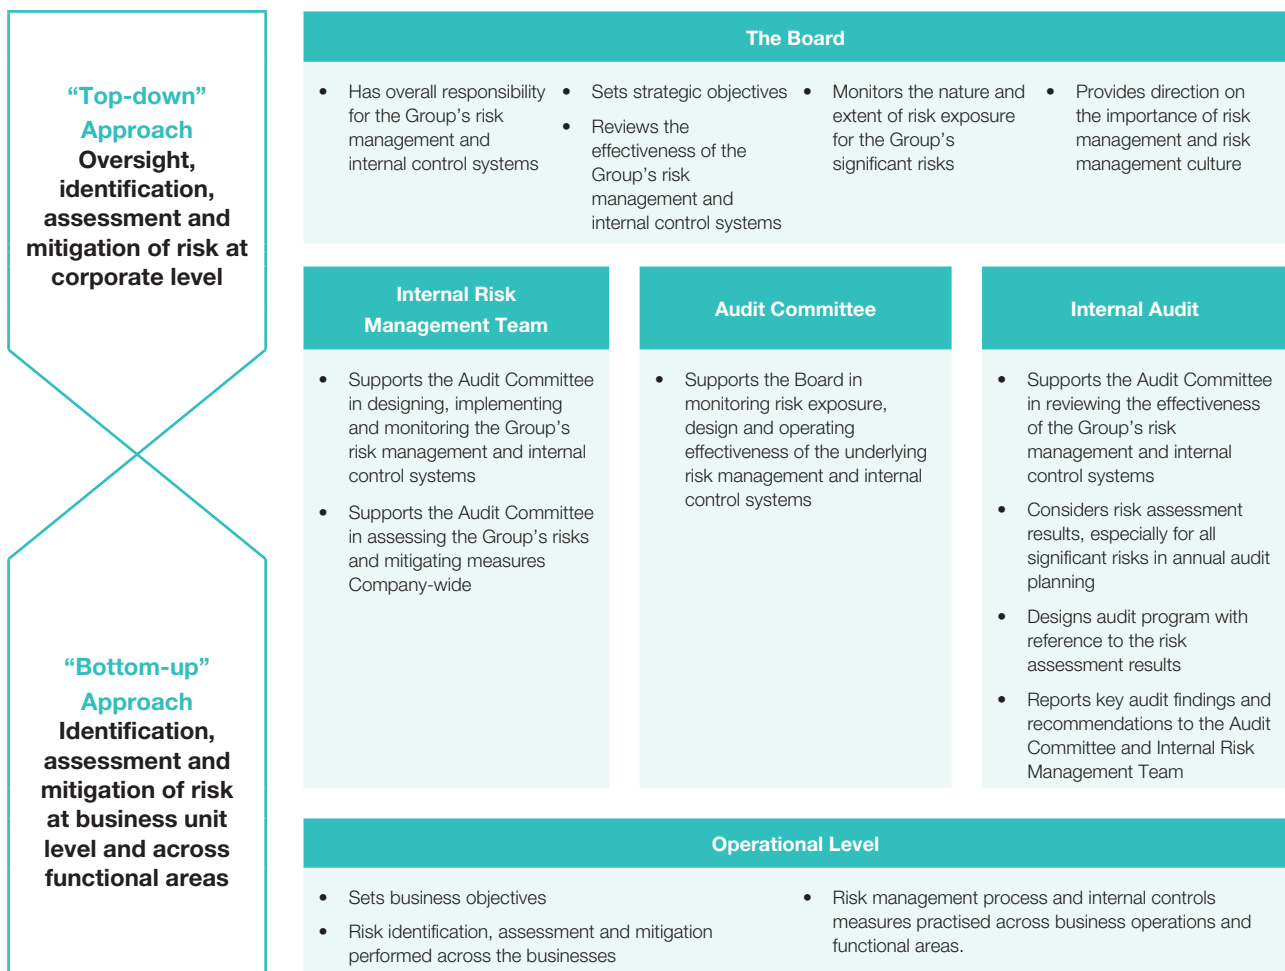 “Top-down”
Approach
Oversight,
identification,
assessment and
mitigation of risk at
corporate level
“Bottom-up”
Approach
Identification,
assessment and
mitigation of risk
at business unit
level and across
functional areas
The Board
• Has overall responsibility
for the Group’s risk
management and
internal control systems
• Sets strategic objectives
• Reviews the
effectiveness of the
Group’s risk
management and
internal control systems
• Monitors the nature and
extent of risk exposure
for the Group’s
significant risks
• Provides direction on
the importance of risk
management and risk
management culture
Internal Risk
Management Team
• Supports the Audit Committee
in designing, implementing
and monitoring the Group’s
risk management and internal
control systems
• Supports the Audit Committee
in assessing the Group’s risks
and mitigating measures
Company-wide
Audit Committee
• Supports the Board in
monitoring risk exposure,
design and operating
effectiveness of the underlying
risk management and internal
control systems
Internal Audit
• Supports the Audit Committee
in reviewing the effectiveness
of the Group’s risk
management and internal
control systems
• Considers risk assessment
results, especially for all
significant risks in annual audit
planning
• Designs audit program with
reference to the risk
assessment results
• Reports key audit findings and
recommendations to the Audit
Committee and Internal Risk
Management Team
Operational Level
• Sets business objectives
• Risk identification, assessment and mitigation
performed across the businesses
• Risk management process and internal controls
measures practised across business operations and
functional areas.